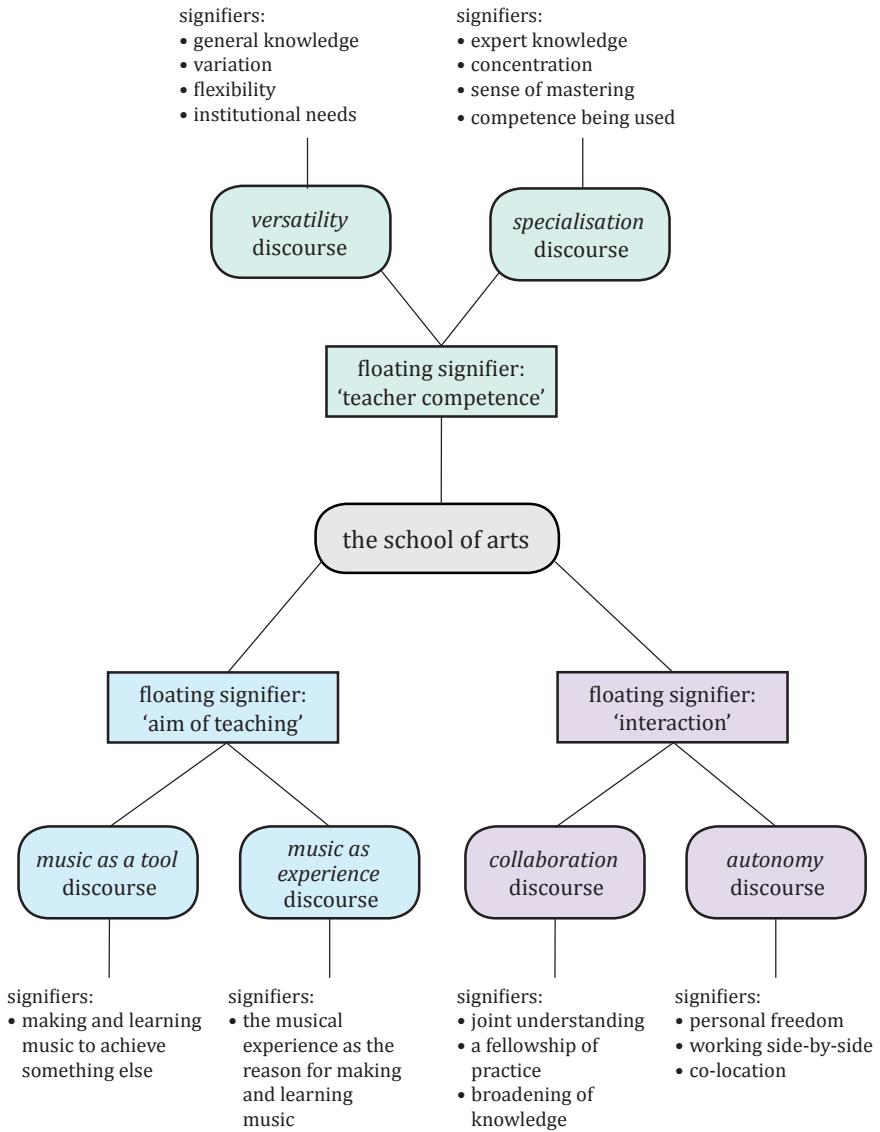 signifiers:
• general knowledge
• variation
• flexibility
• institutional needs
signifiers:
• expert knowledge
• concentration
• sense of mastering
• competence being used
versatility
discourse
specialisation
discourse
floating signifier:
‘teacher competence’
the school of arts
floating signifier:
‘aim of teaching’
floating signifier:
‘interaction’
music as a tool
discourse
music as
experience
discourse
collaboration
discourse
autonomy
discourse
signifiers:
• making and learning
music to achieve
something else
signifiers:
• the musical
experience as the
reason for making
and learning
music
signifiers:
• joint understanding
• a fellowship of
practice
• broadening of
knowledge
signifiers:
• personal freedom
• working side-by-side
• co-location